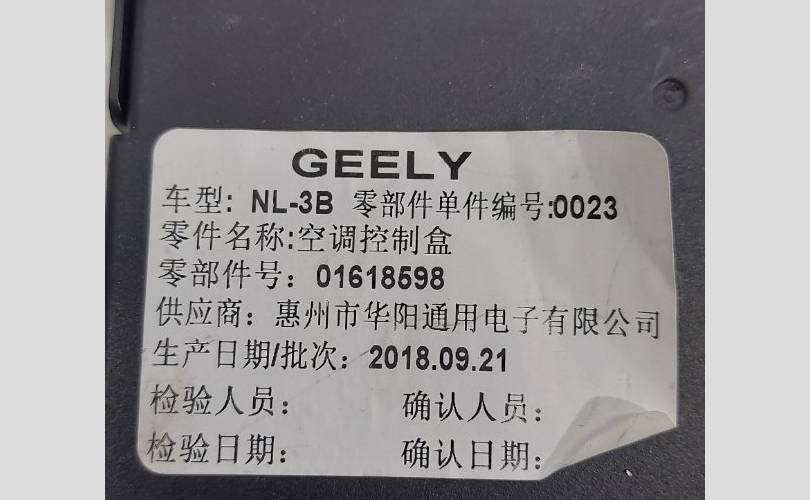 GEELY
车型: NL-3B 零部件单件编号:0023
零件名称:空调控制盒
零部件号: 01618598
供应商: 惠州市华阳通用电子有限公司
生产日期/批次: 2018.09.21
检验人员: 确认人员:
检验日期: 确认日期: